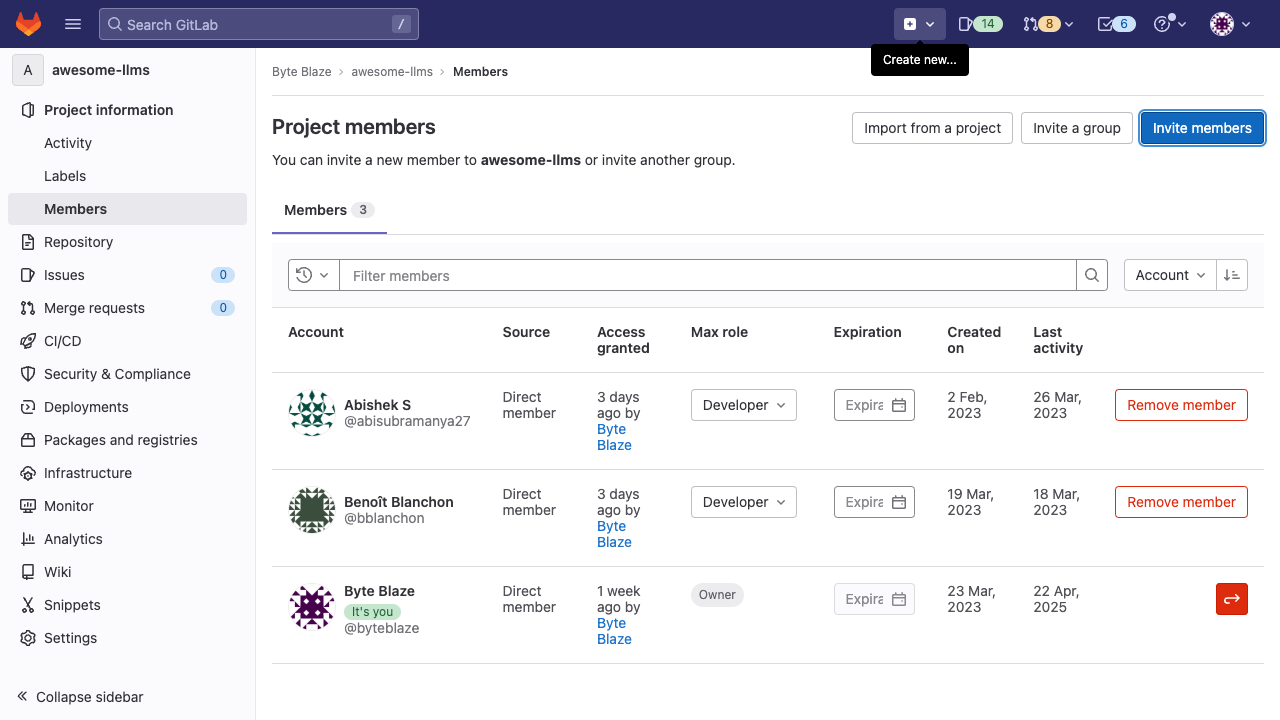 Search GitLab
/
14
8
6
Create new...
A
awesome-llms
Project information
Activity
Labels
Members
Repository
Issues
0
Merge requests
0
CI/CD
Security & Compliance
Deployments
Packages and registries
Infrastructure
Monitor
Analytics
Wiki
Snippets
Settings
Collapse sidebar
Byte Blaze
awesome-llms
Members
Project members
Import from a project
Invite a group
Invite members
You can invite a new member to awesome-llms or invite another group.
Members 3
Filter members
Account
Account
Source
Access
granted
Max role
Expiration
Created
on
Last
activity
Abishek S
@abisubramanya27
Direct
member
3 days
ago by
Byte
Blaze
Developer
Expira
2 Feb,
2023
26 Mar,
2023
Remove member
Benoît Blanchon
@bblanchon
Direct
member
3 days
ago by
Byte
Blaze
Developer
Expira
19 Mar,
2023
18 Mar,
2023
Remove member
Byte Blaze
It's you
@byteblaze
Direct
member
1 week
ago by
Byte
Blaze
Owner
Expira
23 Mar,
2023
22 Apr,
2025